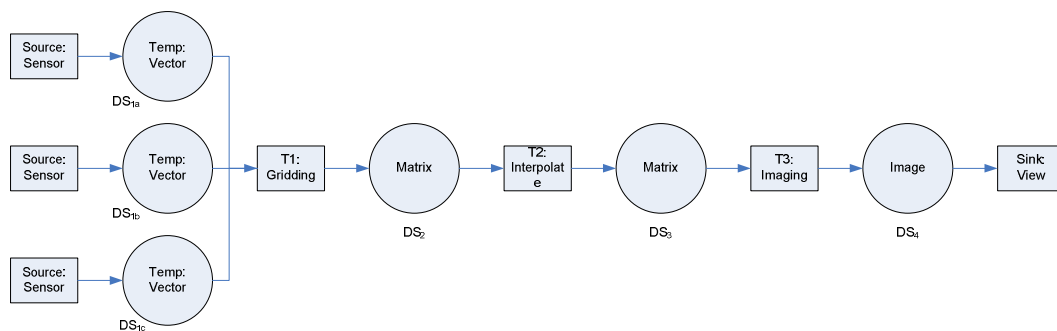 Source:
Sensor
Temp:
Vector
DS1a
Source:
Sensor
Temp:
Vector
DS1b
Source:
Sensor
Temp:
Vector
DS1c
T1:
Gridding
Matrix
DS2
T2:
Interpolat
e
Matrix
DS3
T3:
Imaging
Image
DS4
Sink:
View